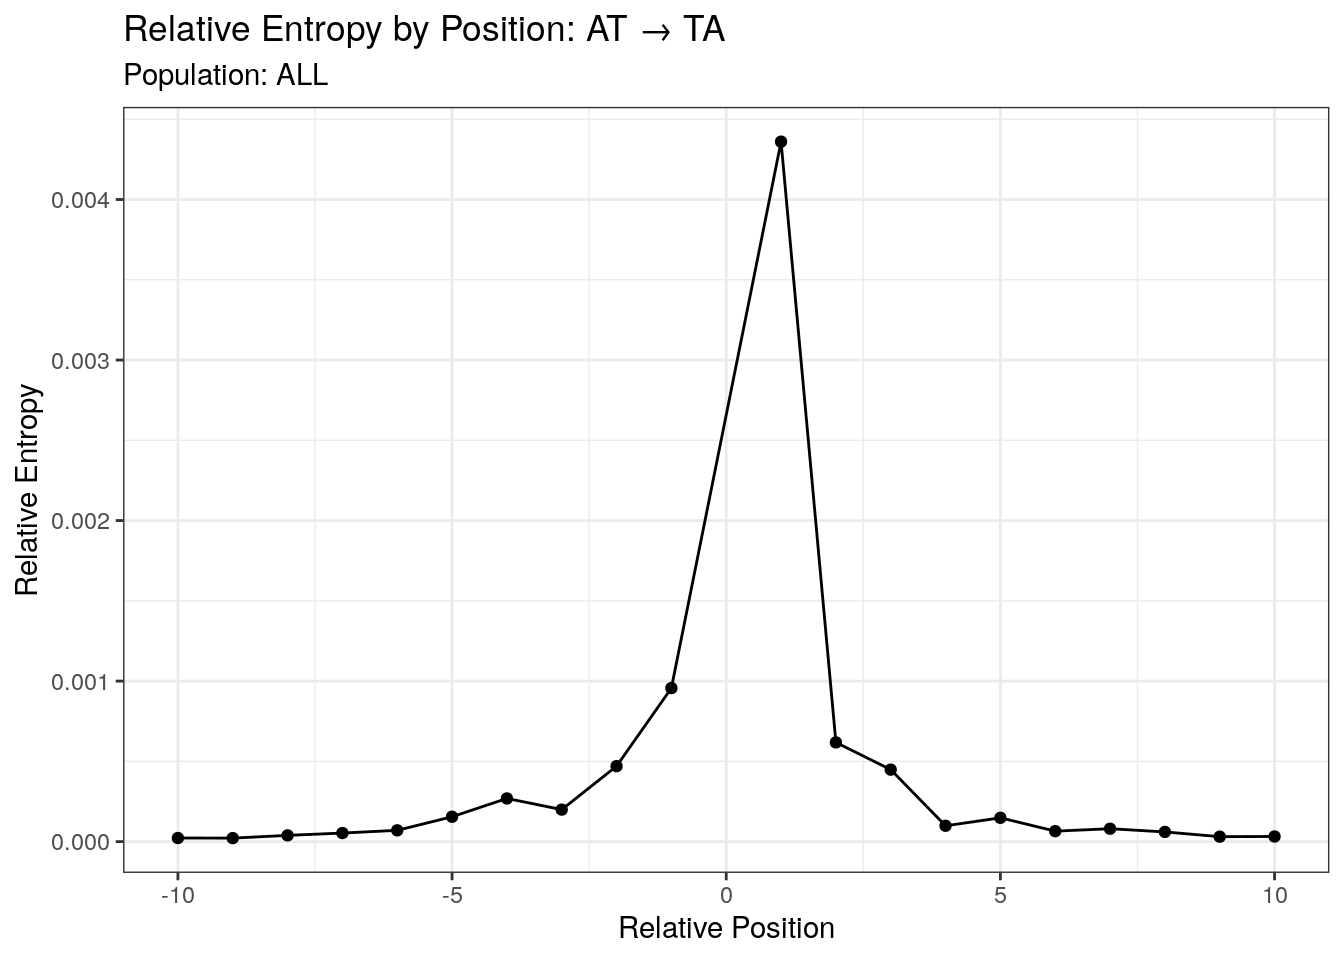 Relative Entropy by Position: AT → TA
Population: ALL
Relative Entropy
0.004
0.003
0.002
0.001
0.000
-10 -5 0 5 10
Relative Position